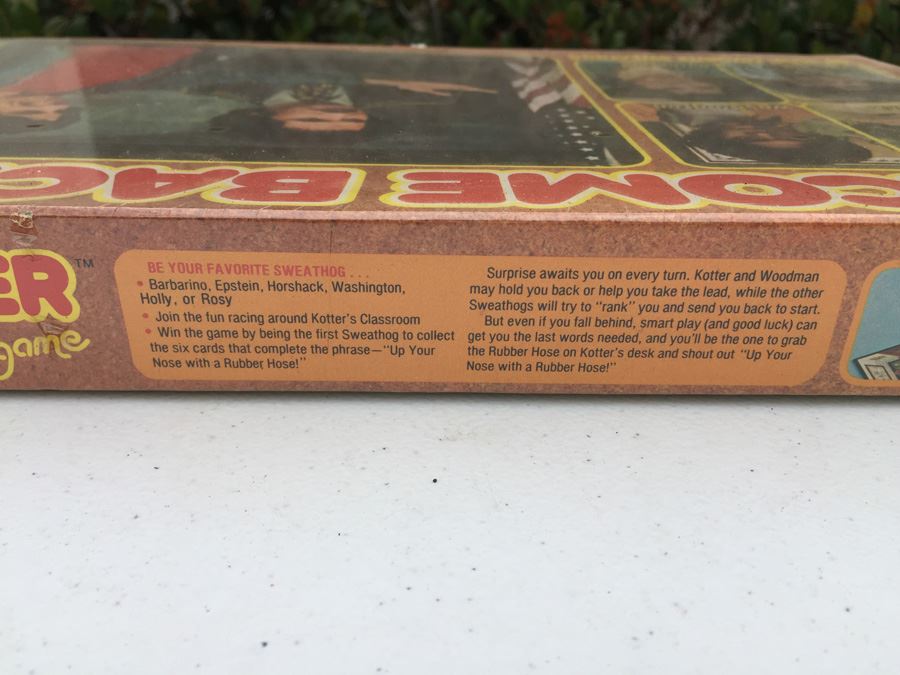 COME BAC
ER™
game
BE YOUR FAVORITE SWEATHOG . . .
• Barbarino, Epstein, Horshack, Washington,
Holly, or Rosy
• Join the fun racing around Kotter's Classroom
• Win the game by being the first Sweathog to collect
the six cards that complete the phrase—"Up Your
Nose with a Rubber Hose!"
Surprise awaits you on every turn. Kotter and Woodman
may hold you back or help you take the lead, while the other
Sweathogs will try to "rank" you and send you back to start.
But even if you fall behind, smart play (and good luck) can
get you the last words needed, and you'll be the one to grab
the Rubber Hose on Kotter's desk and shout out "Up Your
Nose with a Rubber Hose!"